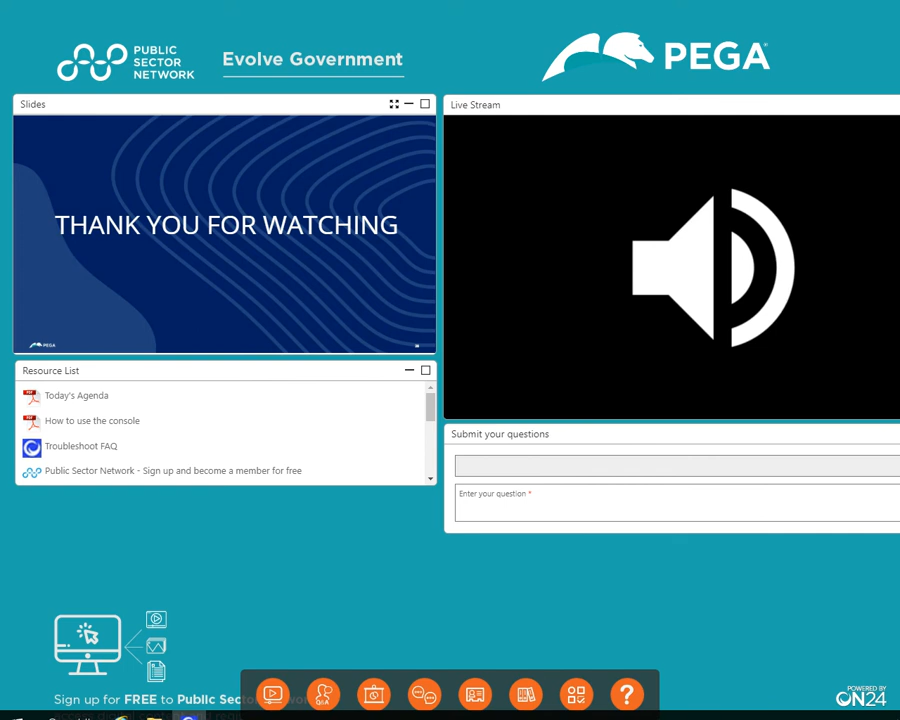 PUBLIC
SECTOR
NETWORK
Evolve Government
PEGA
Slides
Live Stream
THANK YOU FOR WATCHING
PEGA
Resource List
Today's Agenda
How to use the console
Troubleshoot FAQ
Public Sector Network - Sign up and become a member for free
Submit your questions
Enter your question *
Sign up for FREE to Public Sec
Q&A
?
POWERED BY
ON24